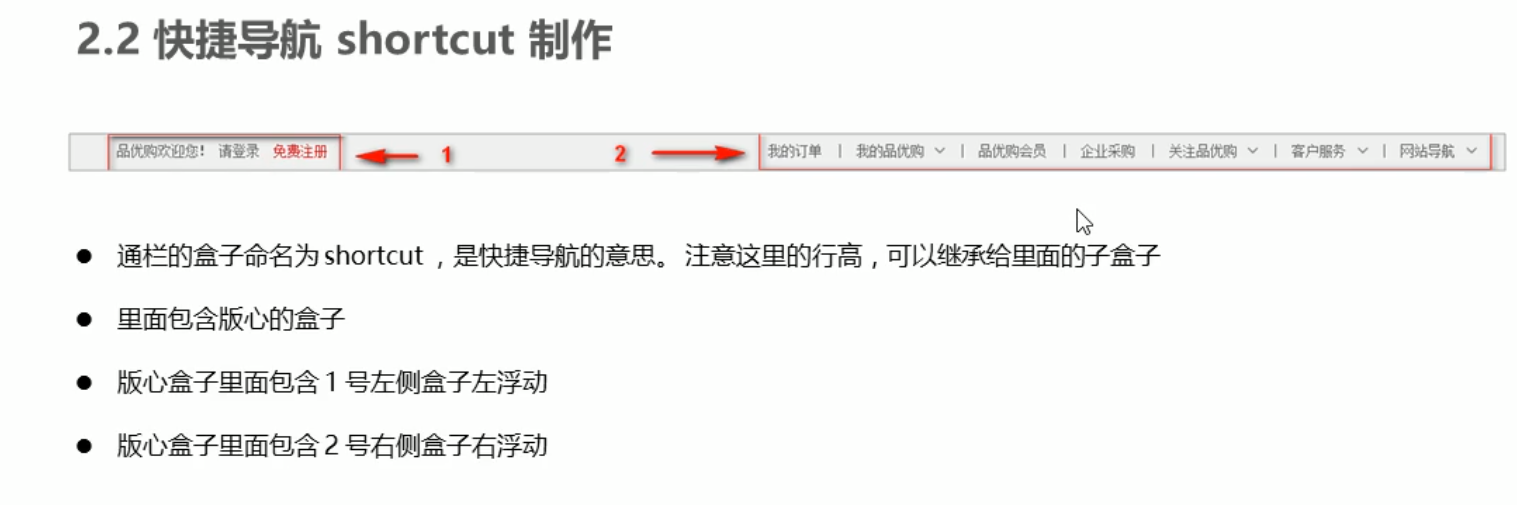 2.2 快捷导航 shortcut 制作
品优购欢迎您! 请登录 免费注册 1 2 我的订单 | 我的品优购 | 品优购会员 | 企业采购 | 关注品优购 | 客户服务 | 网站导航
● 通栏的盒子命名为 shortcut ，是快捷导航的意思。 注意这里的行高，可以继承给里面的子盒子
● 里面包含版心的盒子
● 版心盒子里面包含 1 号左侧盒子左浮动
● 版心盒子里面包含 2 号右侧盒子右浮动